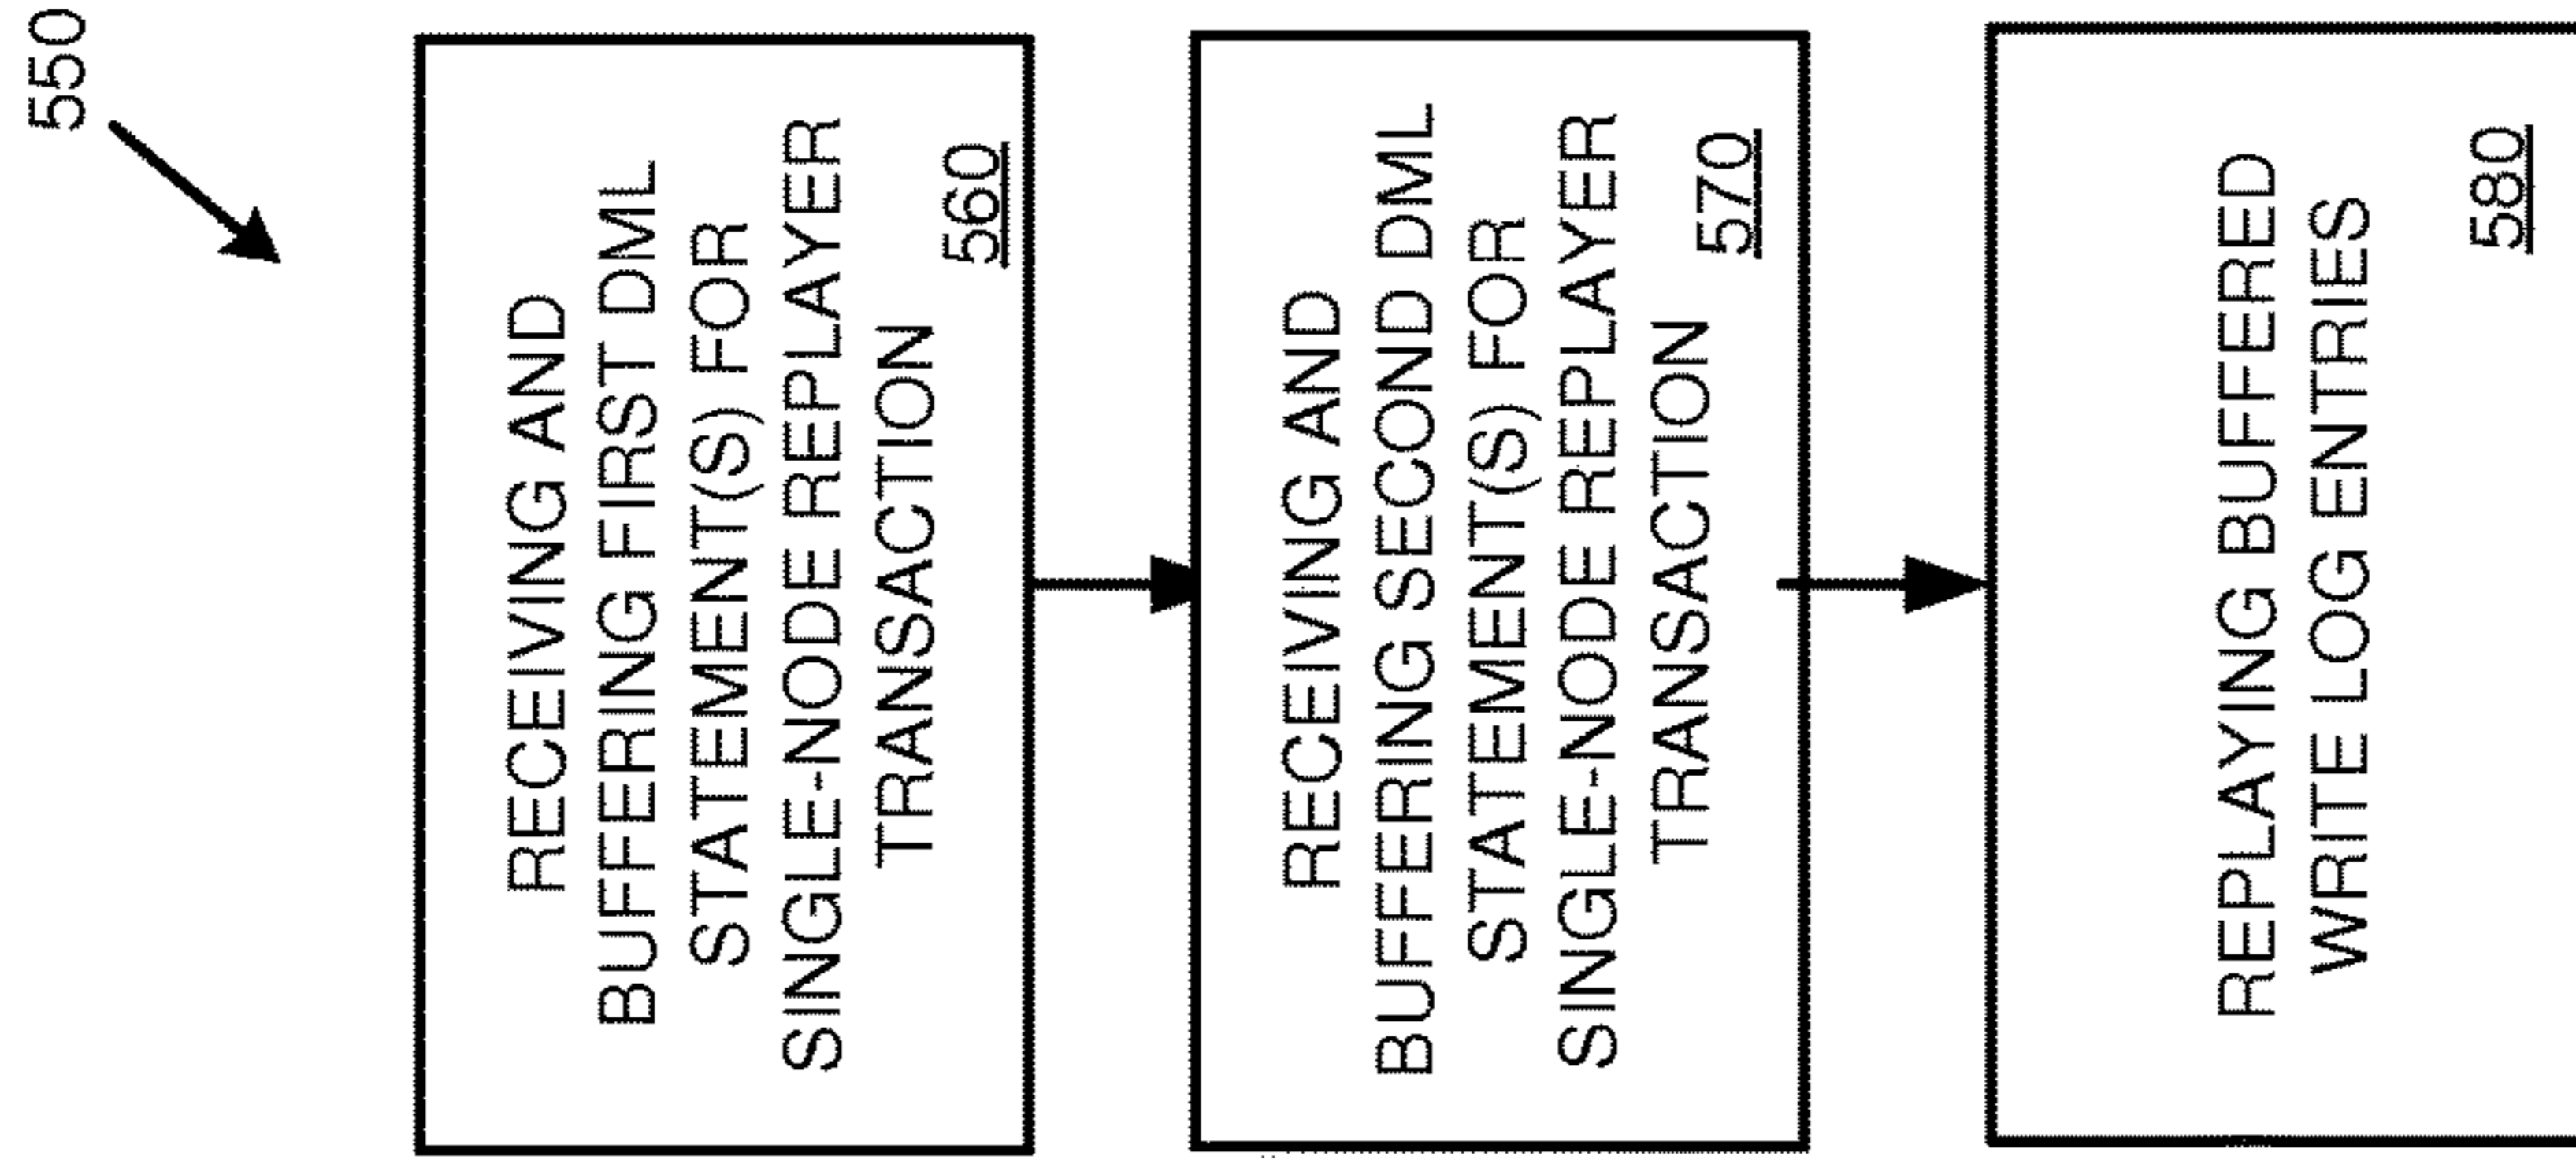 550
RECEIVING AND
BUFFERING FIRST DML
STATEMENT(S) FOR
SINGLE-NODE REPLAYER
TRANSACTION
560
RECEIVING AND
BUFFERING SECOND DML
STATEMENT(S) FOR
SINGLE-NODE REPLAYER
TRANSACTION
570
REPLAYING BUFFERED
WRITE LOG ENTRIES
580